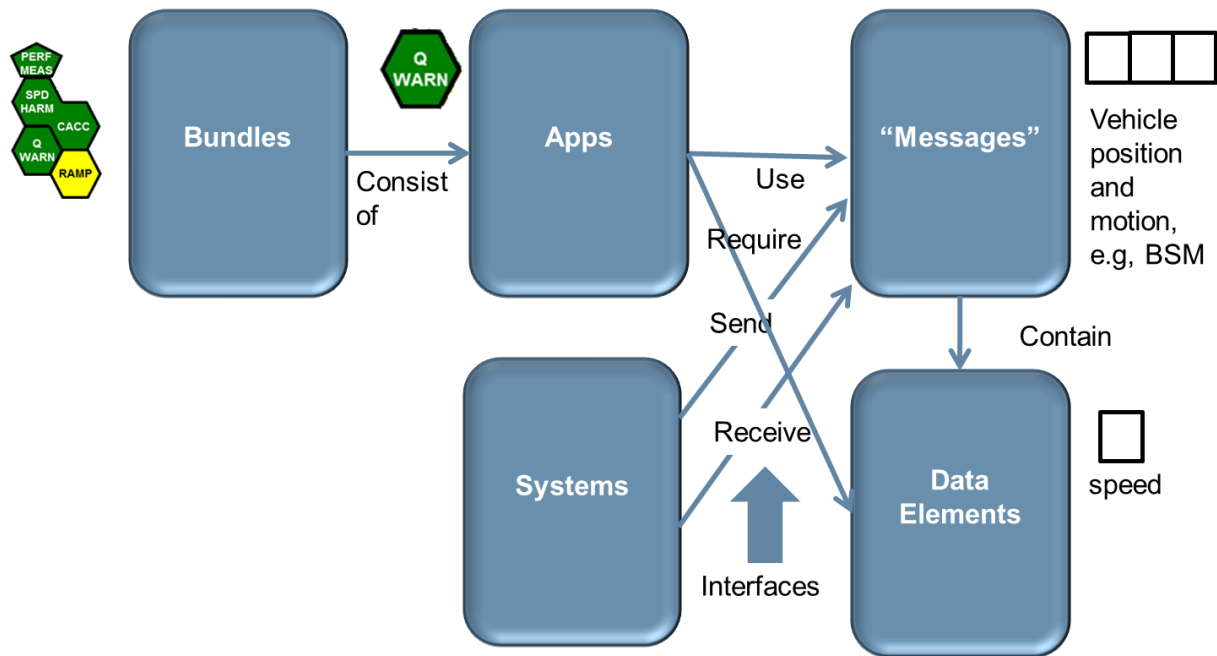 PERF
MEAS
SPD
HARM
CACC
Q
WARN
RAMP
Bundles
Consist
of
Q
WARN
Apps
Use
Require
Send
Receive
Interfaces
Systems
“Messages”
Vehicle
position
and
motion,
e.g, BSM
Contain
Data
Elements
speed